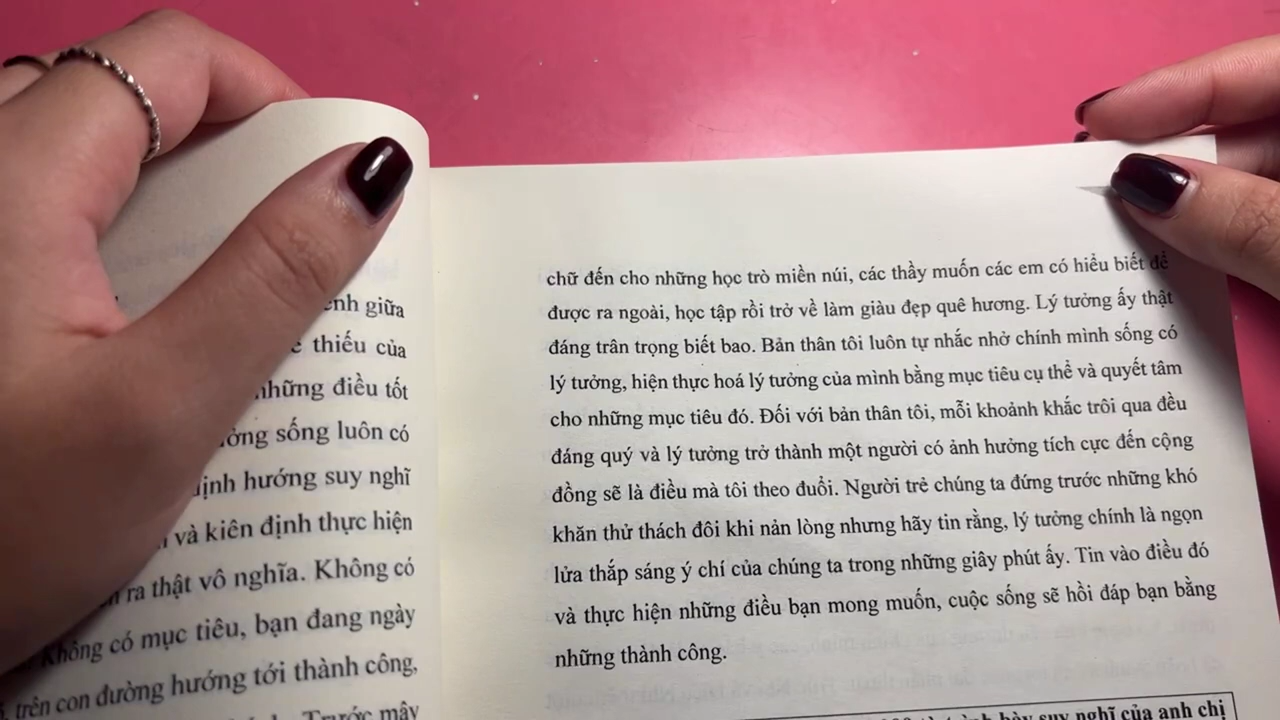 giữa
thiếu của
những điều tốt
sống luôn có
định hướng suy nghĩ
và kiên định thực hiện
ra thật vô nghĩa. Không có
Không có mục tiêu, bạn đang ngày
trên con đường hướng tới thành công,
Trước mây
chữ đến cho những học trò miền núi, các thầy muốn các em có hiểu biết để
được ra ngoài, học tập rồi trở về làm giàu đẹp quê hương. Lý tưởng ấy thật
đáng trân trọng biết bao. Bản thân tôi luôn tự nhắc nhở chính mình sống có
lý tưởng, hiện thực hoá lý tưởng của mình bằng mục tiêu cụ thể và quyết tâm
cho những mục tiêu đó. Đối với bản thân tôi, mỗi khoảnh khắc trôi qua đều
đáng quý và lý tưởng trở thành một người có ảnh hưởng tích cực đến cộng
đồng sẽ là điều mà tôi theo đuổi. Người trẻ chúng ta đứng trước những khó
khăn thử thách đôi khi nản lòng nhưng hãy tin rằng, lý tưởng chính là ngọn
lửa thắp sáng ý chí của chúng ta trong những giây phút ấy. Tin vào điều đó
và thực hiện những điều bạn mong muốn, cuộc sống sẽ hồi đáp bạn bằng
những thành công.
bày suy nghĩ của anh chị